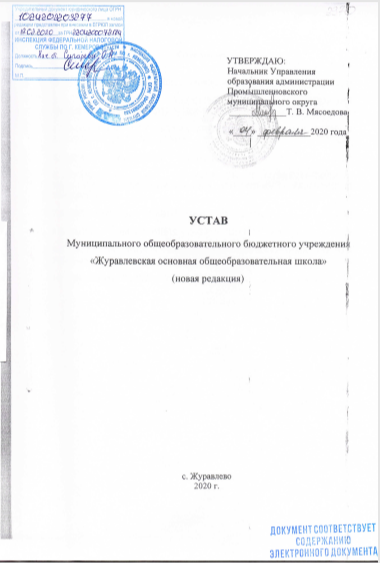 1024202203277
ИНСПЕКЦИЯ ФЕДЕРАЛЬНОЙ НАЛОГОВОЙ
СЛУЖБЫ ПО Г. КЕМЕРОВО
УТВЕРЖДАЮ:
Начальник Управления
образования администрации
Промышленновского
муниципального округа
Т. В. Мясоедова
« 04 » февраля 2020 года
УСТАВ
Муниципального общеобразовательного бюджетного учреждения
«Журавлевская основная общеобразовательная школа»
(новая редакция)
с. Журавлево
2020 г.
ДОКУМЕНТ СООТВЕТСТВУЕТ
СОДЕРЖАНИЮ
ЭЛЕКТРОННОГО ДОКУМЕНТА